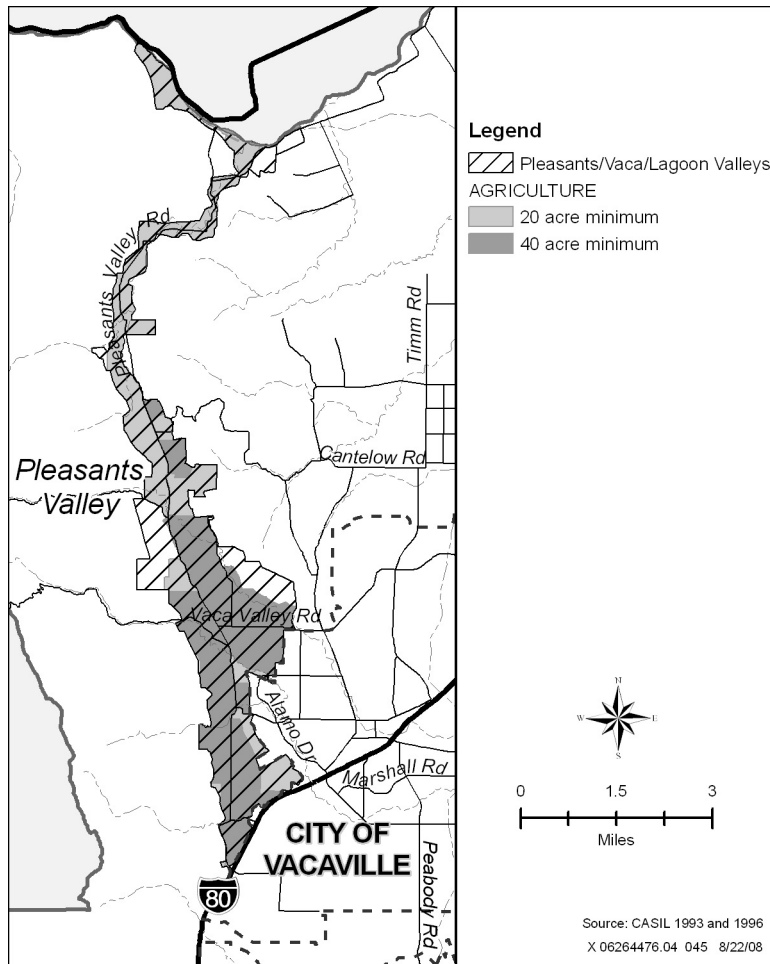 Legend
Pleasants/Vaca/Lagoon Valleys
AGRICULTURE
20 acre minimum
40 acre minimum
Pleasants Valley Rd
Timm Rd
Cantelow Rd
Pleasants
Valley
Vaca Valley Rd
Alamo Dr
Marshall Rd
CITY OF
VACAVILLE
Peabody Rd
80
N
W E
S
0 1.5 3
Miles
Source: CASIL 1993 and 1996
X 06264476.04 045 8/22/08